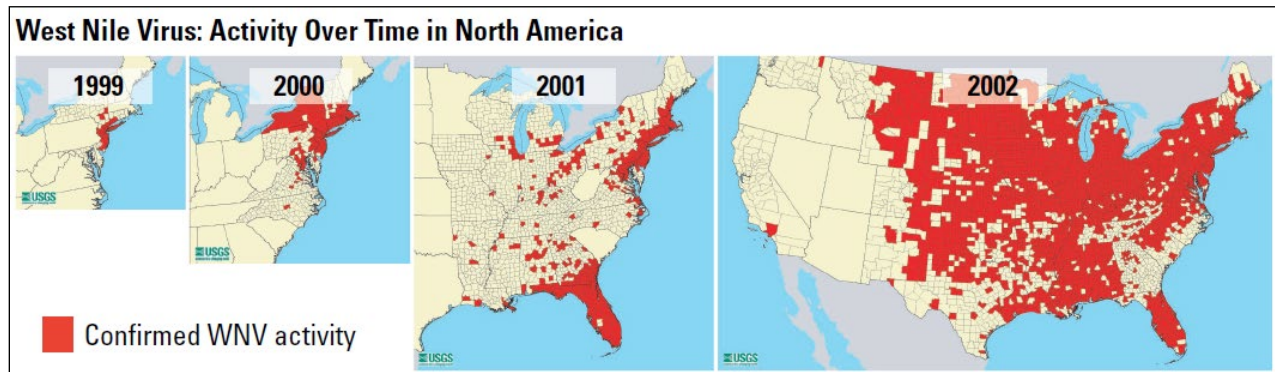 West Nile Virus: Activity Over Time in North America
1999
2000
2001
2002
USGS
USGS
USGS
USGS
Confirmed WNV activity